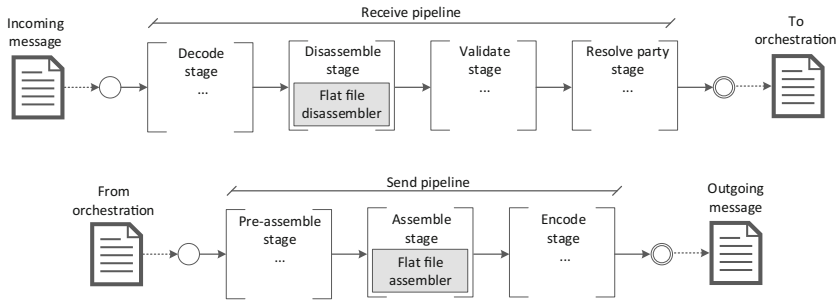 Receive pipeline
Incoming
message
To
orchestration
Decode
stage
...
Disassemble
stage
Flat file
disassembler
Validate
stage
...
Resolve party
stage
...
Send pipeline
From
orchestration
Outgoing
message
Pre-assemble
stage
...
Assemble
stage
Flat file
assembler
Encode
stage
...